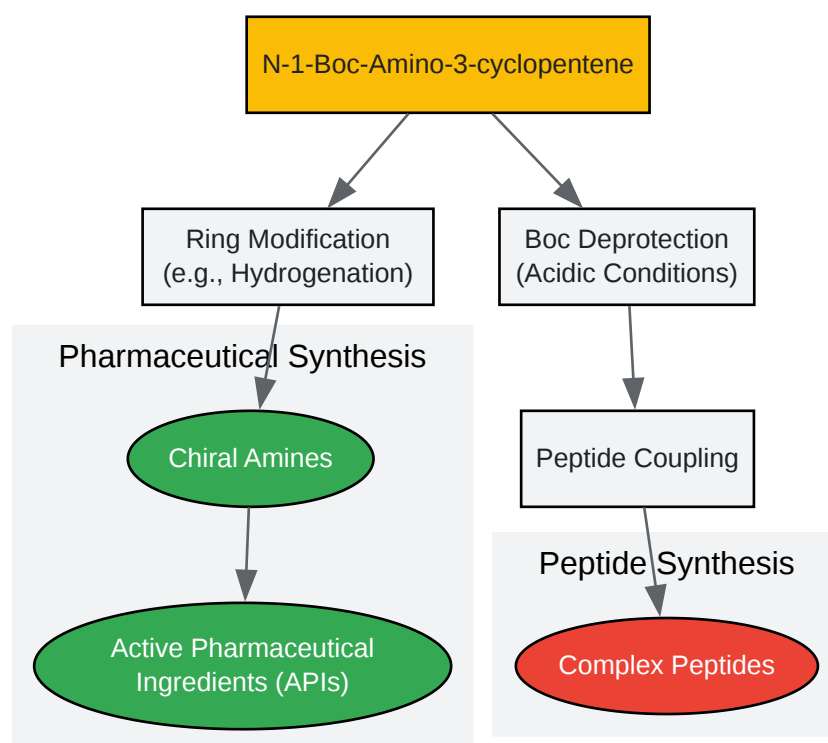 N-1-Boc-Amino-3-cyclopentene
Ring Modification
(e.g., Hydrogenation)
Boc Deprotection
(Acidic Conditions)
Pharmaceutical Synthesis
Chiral Amines
Peptide Coupling
Peptide Synthesis
Active Pharmaceutical
Ingredients (APIs)
Complex Peptides